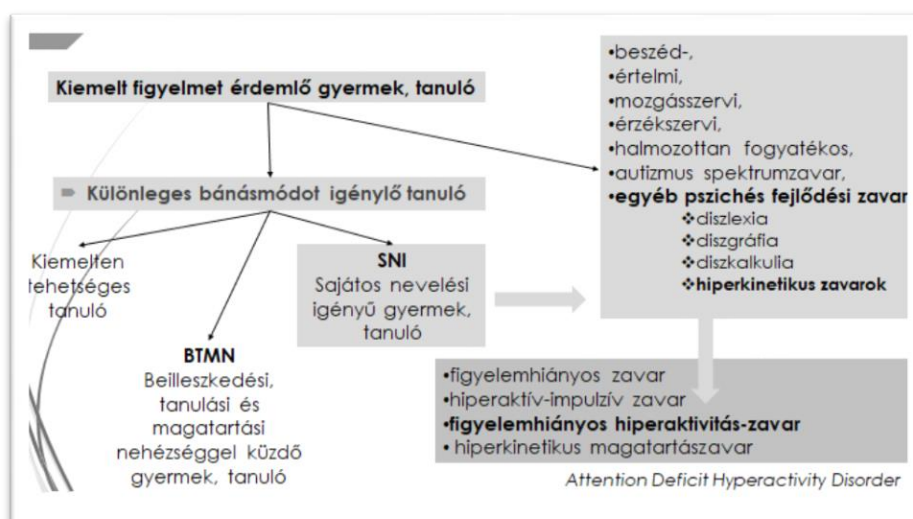 Kiemelt figyelmet érdemlő gyermek, tanuló
Különleges bánásmódot igénylő tanuló
Kiemelten
tehetséges
tanuló
BTMN
Beilleszkedési,
tanulási és
magatartási
nehézséggel küzdő
gyermek, tanuló
SNI
Sajátos nevelési
igényű gyermek,
tanuló
•beszéd-,
•értelmi,
•mozgásszervi,
•érzékszervi,
•halmozottan fogyatékos,
•autizmus spektrumzavar,
•egyéb pszichés fejlődési zavar
❖diszlexia
❖diszgráfia
❖diszkalkulia
❖hiperkinetikus zavarok
•figyelemhiányos zavar
•hiperaktív-impulzív zavar
•figyelemhiányos hiperaktivitás-zavar
• hiperkinetikus magatartászavar
Attention Deficit Hyperactivity Disorder